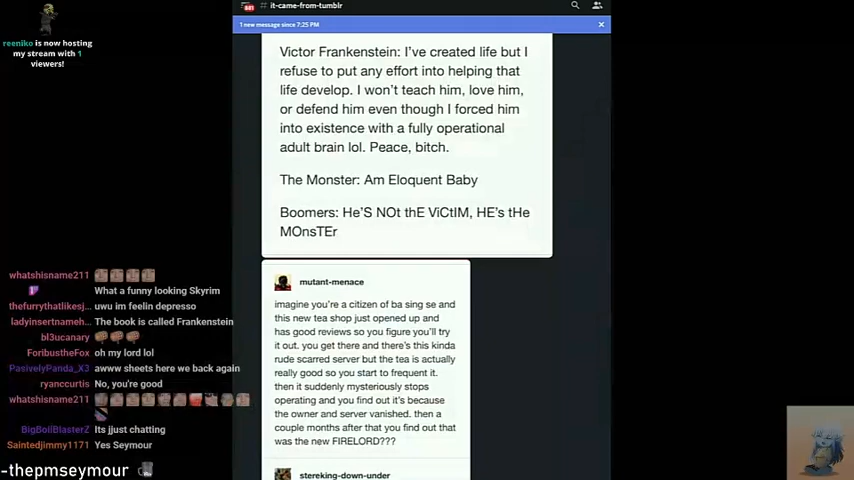 reeniko is now hosting
my stream with 1
viewers!
# it-came-from-tumblr
1 new message since 7:25 PM
Victor Frankenstein: I've created life but I
refuse to put any effort into helping that
life develop. I won't teach him, love him,
or defend him even though I forced him
into existence with a fully operational
adult brain lol. Peace, bitch.
The Monster: Am Eloquent Baby
Boomers: He'S NOt thE ViCtIM, HE's tHe
MOnsTEr
mutant-menace
imagine you're a citizen of ba sing se and
this new tea shop just opened up and
has good reviews so you figure you'll try
it out. you get there and there's this kinda
rude scarred server but the tea is actually
really good so you start to frequent it.
then it suddenly mysteriously stops
operating and you find out it's because
the owner and server vanished. then a
couple months after that you find out that
was the new FIRELORD???
stereking-down-under
whatshisname211
What a funny looking Skyrim
thefurrythatlikesj... uwu im feelin depresso
ladyinsertnameh... The book is called Frankenstein
bl3ucanary
ForibustheFox oh my lord lol
PasivelyPanda_X3 awww sheets here we back again
ryanccurtis No, you're good
whatshisname211
BigBoilBlasterZ Its jjust chatting
Saintedjimmy1171 Yes Seymour
-thepmseymour